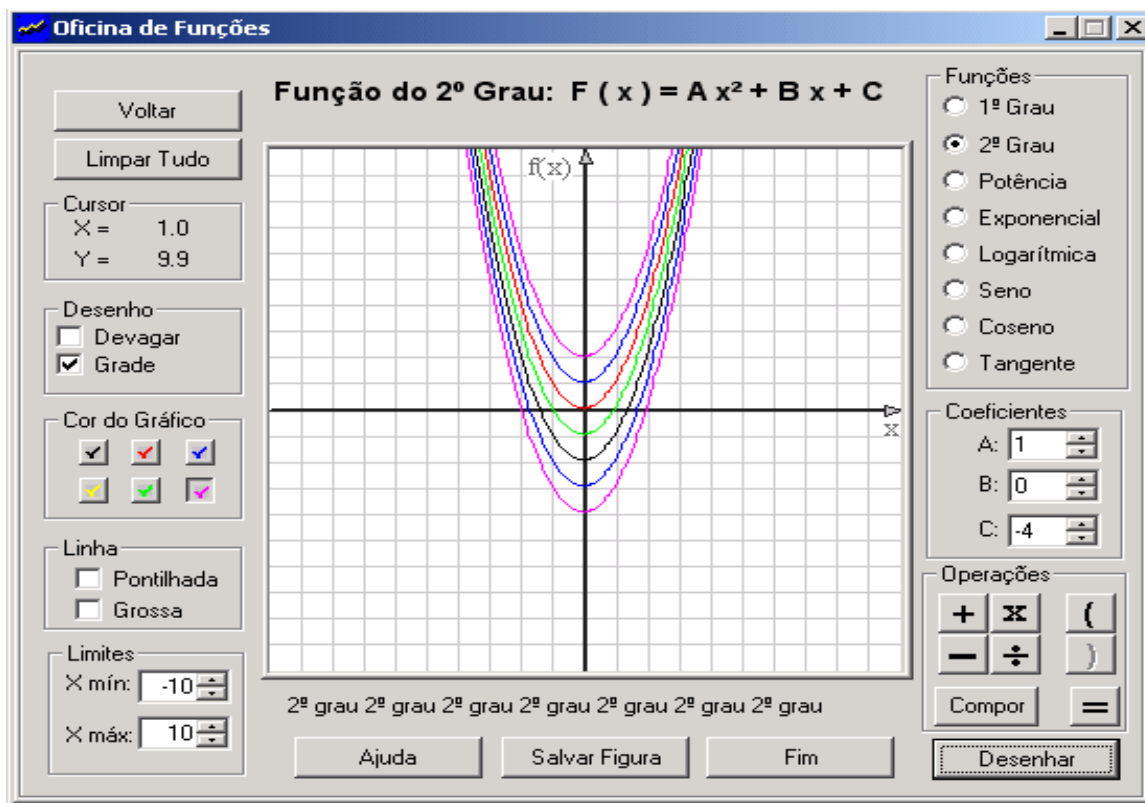 Oficina de Funções
Voltar
Limpar Tudo
Cursor
X = 1.0
Y = 9.9
Desenho
Devagar
Grade
Cor do Gráfico
Linha
Pontilhada
Grossa
Limites
X mín: -10
X máx: 10
Função do 2º Grau: F ( x ) = A x² + B x + C
f(x)
x
2º grau 2º grau 2º grau 2º grau 2º grau 2º grau 2º grau
Ajuda
Salvar Figura
Fim
Funções
1º Grau
2º Grau
Potência
Exponencial
Logarítmica
Seno
Coseno
Tangente
Coeficientes
A: 1
B: 0
C: -4
Operações
+ x (
− ÷ )
Compor =
Desenhar